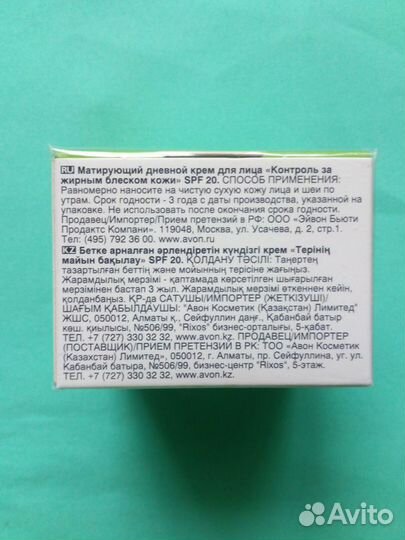 RU Матирующий дневной крем для лица «Контроль за
жирным блеском кожи» SPF 20. СПОСОБ ПРИМЕНЕНИЯ:
Равномерно наносите на чистую сухую кожу лица и шеи по
утрам. Срок годности - 3 года с даты производства, указанной на
упаковке. Не использовать после окончания срока годности.
Продавец/Импортер/Прием претензий в РФ: ООО «Эйвон Бьюти
Продактс Компани». 119048, Москва, ул. Усачева, д. 2, стр.1.
Тел: (495) 792 36 00. www.avon.ru
KZ Бетке арналған әрлендіретін күндізгі крем «Терінің
майын бақылау» SPF 20. ҚОЛДАНУ ТӘСІЛІ: Таңертең
тазартылған беттің және мойынның терісіне жағыңыз.
Жарамдылық мерзімі - қаптамада көрсетілген шығарылған
мерзімінен бастап 3 жыл. Жарамдылық мерзімі өткеннен кейін,
қолданбаңыз. ҚР-да САТУШЫ/ИМПОРТЕР (ЖЕТКІЗУШІ)/
ШАҒЫМ ҚАБЫЛДАУШЫ: "Авон Косметик (Қазақстан) Лимитед"
ЖШС, 050012, Алматы қ., Сейфуллин даңғ., Қабанбай батыр
көш. қиылысы, №506/99, "Rixos" бизнес-орталығы, 5-қабат.
ТЕЛ. +7 (727) 330 32 32. ПРОДАВЕЦ/ИМПОРТЕР
(ПОСТАВЩИК)/ПРИЕМ ПРЕТЕНЗИЙ В РК: ТОО «Авон Косметик
(Казахстан) Лимитед», 050012, г. Алматы, пр. Сейфуллина, уг. ул.
Кабанбай батыра, №506/99, бизнес-центр "Rixos", 5-этаж.
ТЕЛ. +7 (727) 330 32 32, www.avon.kz.
Avito